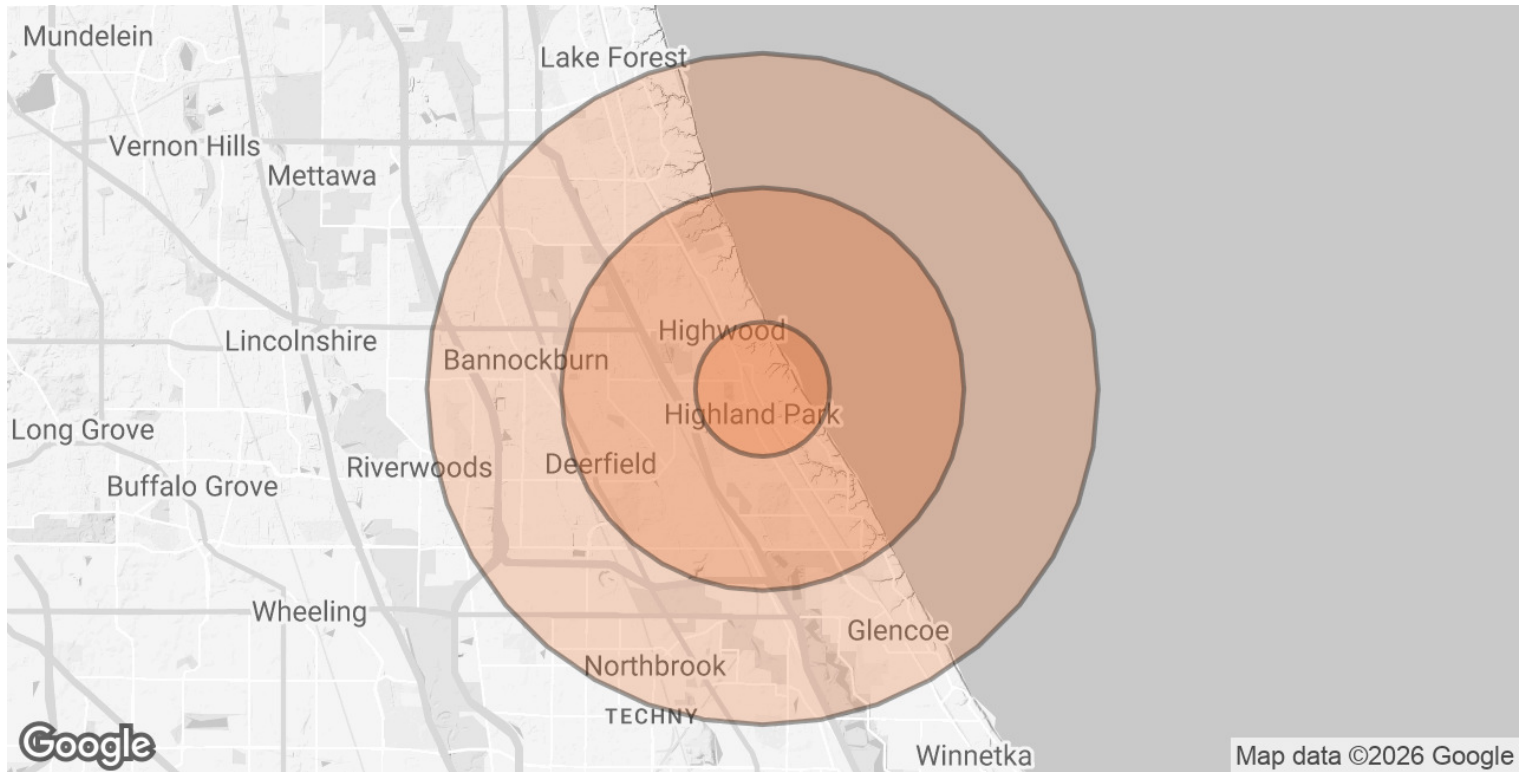 Mundelein
Lake Forest
Vernon Hills
Mettawa
Highwood
Lincolnshire
Bannockburn
Highland Park
Long Grove
Riverwoods
Deerfield
Buffalo Grove
Wheeling
Glencoe
Northbrook
TECHNY
Google
Winnetka
Map data ©2026 Google